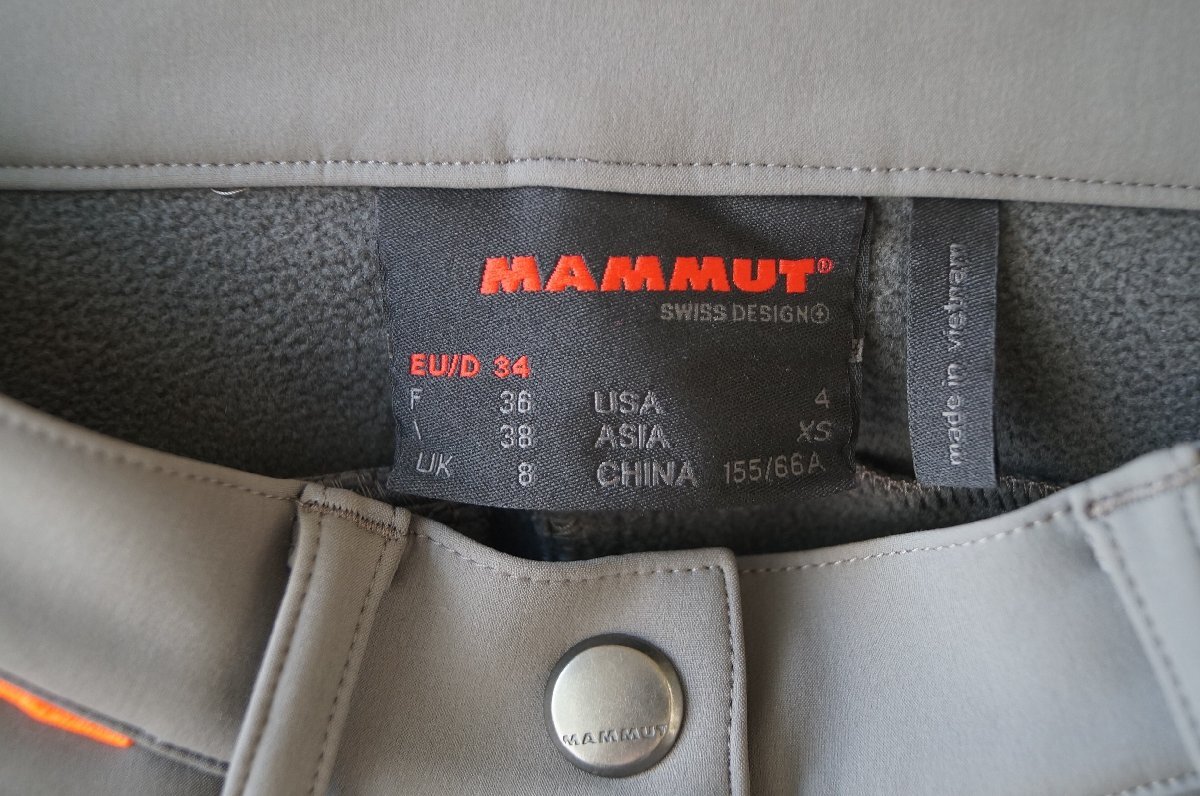 MAMMUT®
SWISS DESIGN
EU/D 34
F 36 USA 4
I 38 ASIA XS
UK 8 CHINA 155/66A
made in vietnam
MAMMUT